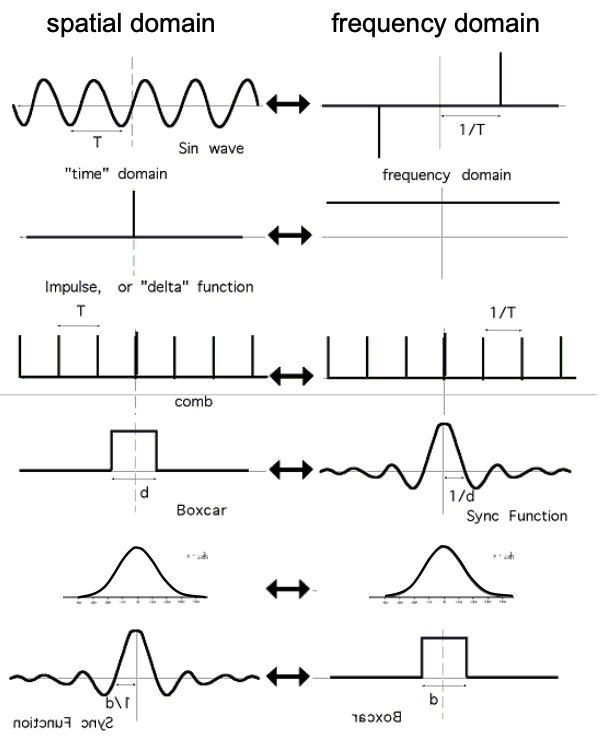 spatial domain
frequency domain
T
Sin wave
1/T
"time" domain
frequency domain
Impulse, or "delta" function
T
1/T
comb
d
Boxcar
1/d
Sync Function
1/d
Sync Function
d
Boxcar